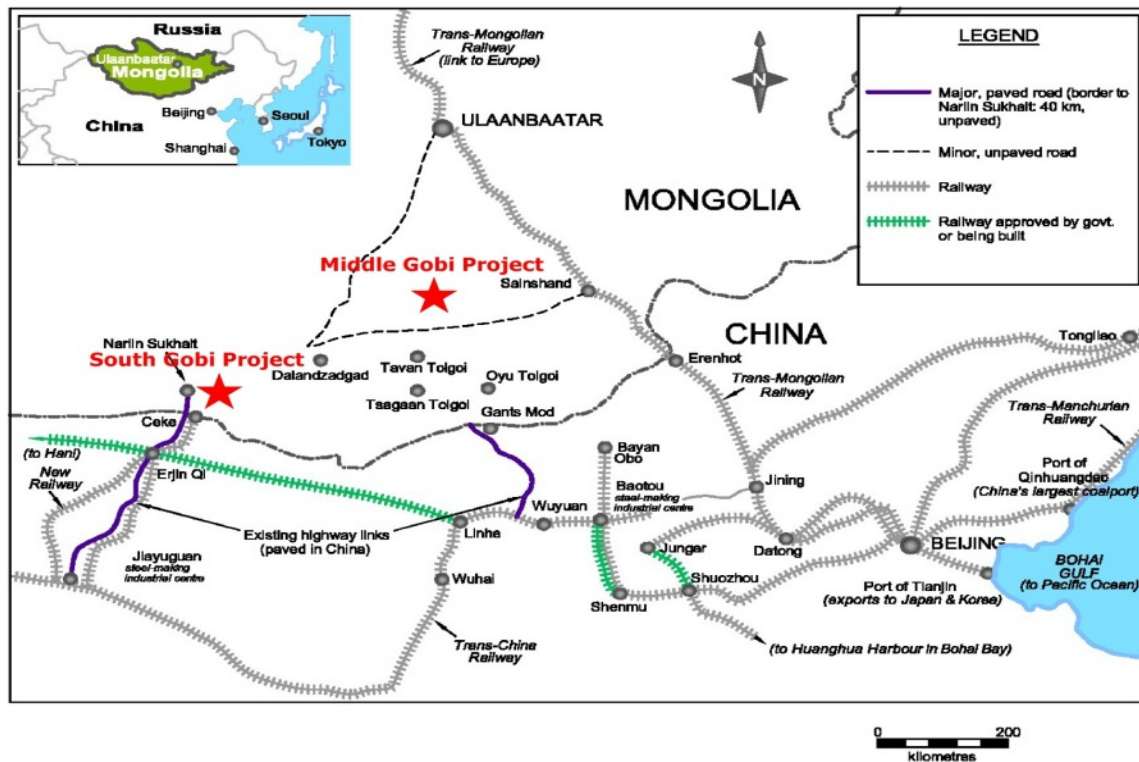 Russia
Ulaanbaatar
Mongolia
Beijing
Seoul
China
Tokyo
Shanghai
Trans-Mongolian
Railway
(link to Europe)
N
ULAANBAATAR
MONGOLIA
LEGEND
Major, paved road (border to
Nariin Sukhait: 40 km,
unpaved)
Minor, unpaved road
Railway
Railway approved by govt.
or being built
Middle Gobi Project
Sainshand
CHINA
Nariin Sukhait
South Gobi Project
Dalandzadgad
Tavan Tolgoi
Oyu Tolgoi
Tsagaan Tolgoi
Gants Mod
Erenhot
Tongliao
Trans-Mongolian
Railway
Trans-Manchurian
Railway
Ceke
(to Hani)
New
Railway
Erjin Qi
Bayan
Obo
Baotou
steel-making
industrial centre
Wuyuan
Jining
Port of
Qinhuangdao
(China's largest coalport)
Existing highway links
(paved in China)
Linhe
Jiayuguan
steel-making
industrial centre
Wuhai
Jungar
Datong
BEIJING
Shuozhou
Shenmu
Port of Tianjin
(exports to Japan & Korea)
BOHAI
GULF
(to Pacific Ocean)
Trans-China
Railway
(to Huanghua Harbour in Bohai Bay)
0 200
kilometres